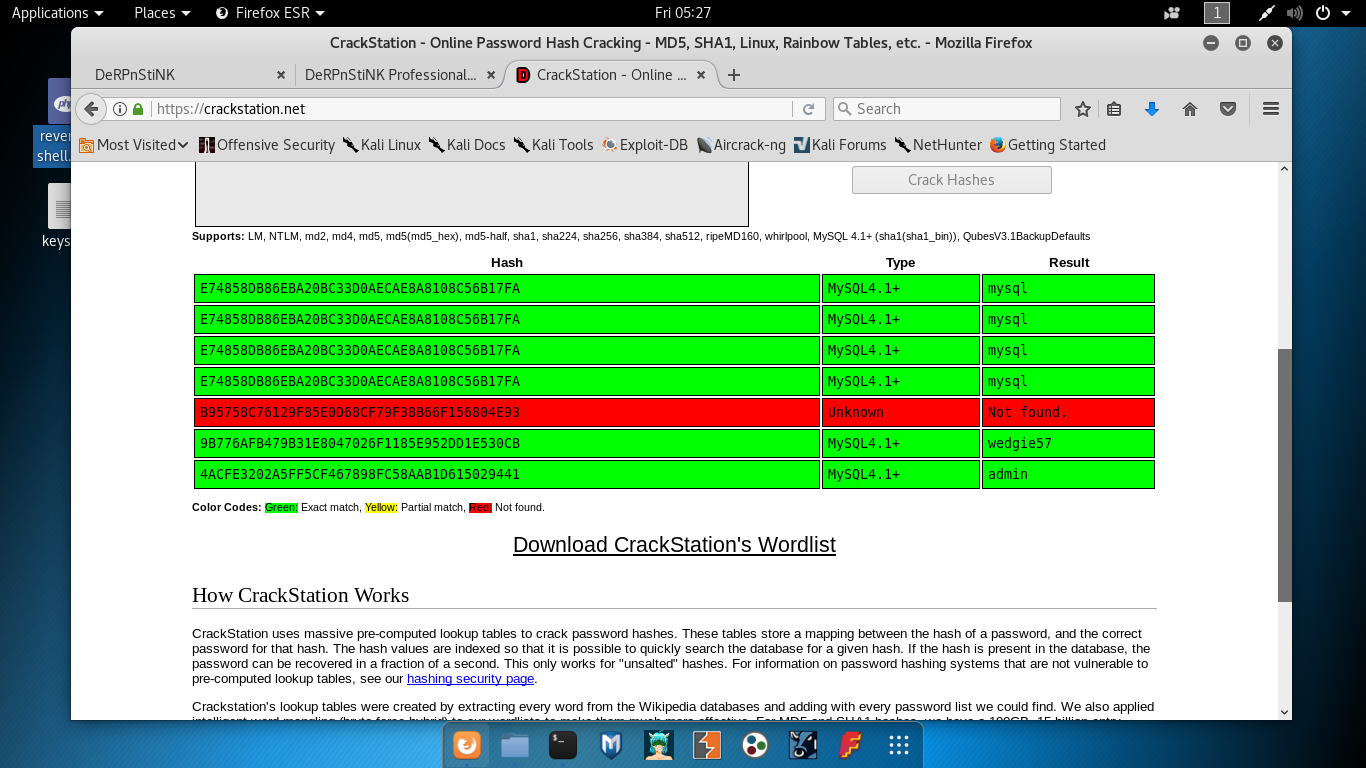 Applications Places Firefox ESR Fri 05:27 1
CrackStation - Online Password Hash Cracking - MD5, SHA1, Linux, Rainbow Tables, etc. - Mozilla Firefox
DeRPnStiNK DeRPnStiNK Professional... CrackStation - Online ...
https://crackstation.net Search
Most Visited Offensive Security Kali Linux Kali Docs Kali Tools Exploit-DB Aircrack-ng Kali Forums NetHunter Getting Started
php
rever
shell.
keys
Crack Hashes
Supports: LM, NTLM, md2, md4, md5, md5(md5_hex), md5-half, sha1, sha224, sha256, sha384, sha512, ripeMD160, whirlpool, MySQL 4.1+ (sha1(sha1_bin)), QubesV3.1BackupDefaults
Hash Type Result
E74858DB86EBA20BC33D0AECAE8A8108C56B17FA MySQL4.1+ mysql
E74858DB86EBA20BC33D0AECAE8A8108C56B17FA MySQL4.1+ mysql
E74858DB86EBA20BC33D0AECAE8A8108C56B17FA MySQL4.1+ mysql
E74858DB86EBA20BC33D0AECAE8A8108C56B17FA MySQL4.1+ mysql
B95758C76129F85E0D68CF79F38B66F156804E93 Unknown Not found.
9B776AFB479B31E8047026F1185E952DD1E530CB MySQL4.1+ wedgie57
4ACFE3202A5FF5CF467898FC58AAB1D615029441 MySQL4.1+ admin
Color Codes: Green: Exact match, Yellow: Partial match, Red: Not found.
Download CrackStation's Wordlist
How CrackStation Works
CrackStation uses massive pre-computed lookup tables to crack password hashes. These tables store a mapping between the hash of a password, and the correct
password for that hash. The hash values are indexed so that it is possible to quickly search the database for a given hash. If the hash is present in the database, the
password can be recovered in a fraction of a second. This only works for "unsalted" hashes. For information on password hashing systems that are not vulnerable to
pre-computed lookup tables, see our hashing security page.
Crackstation's lookup tables were created by extracting every word from the Wikipedia databases and adding with every password list we could find. We also applied